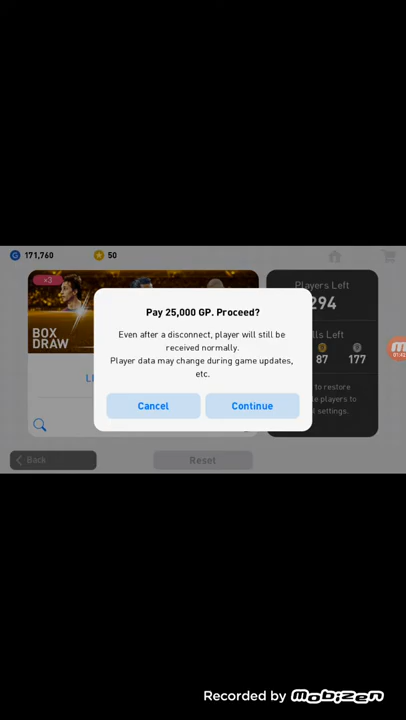 171,760
50
×3
Players Left
294
BOX
DRAW
Pay 25,000 GP. Proceed?
Even after a disconnect, player will still be
received normally.
Player data may change during game updates,
etc.
Left
87
177
to restore
players to
settings.
Cancel
Continue
Back
Reset
01:42
Recorded by Mobizen